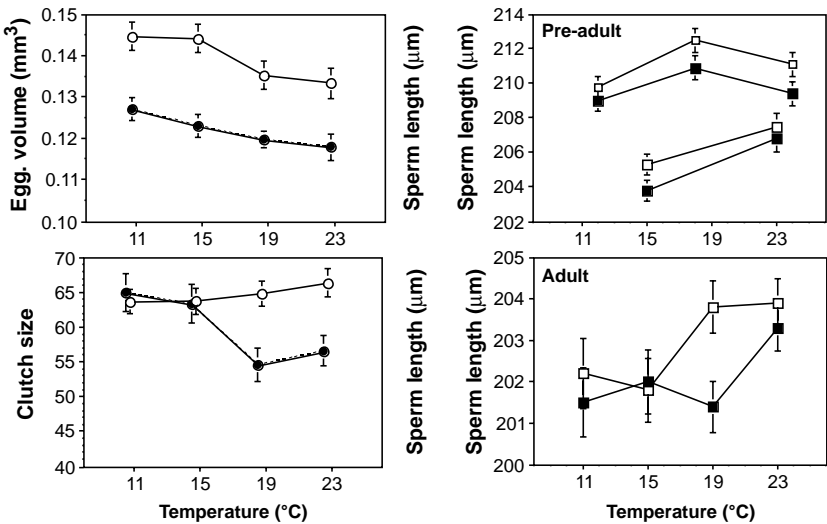 0.15
0.14
0.13
0.12
0.11
0.10
Egg. volume (mm³)
11 15 19 23
Sperm length (µm)
Sperm length (µm)
214
212
210
208
206
204
202
Pre-adult
15 19 23
70
65
60
55
50
45
40
Clutch size
11 15 19 23
Temperature (°C)
Sperm length (µm)
Sperm length (µm)
205
204
203
202
201
200
Adult
11 15 19 23
Temperature (°C)